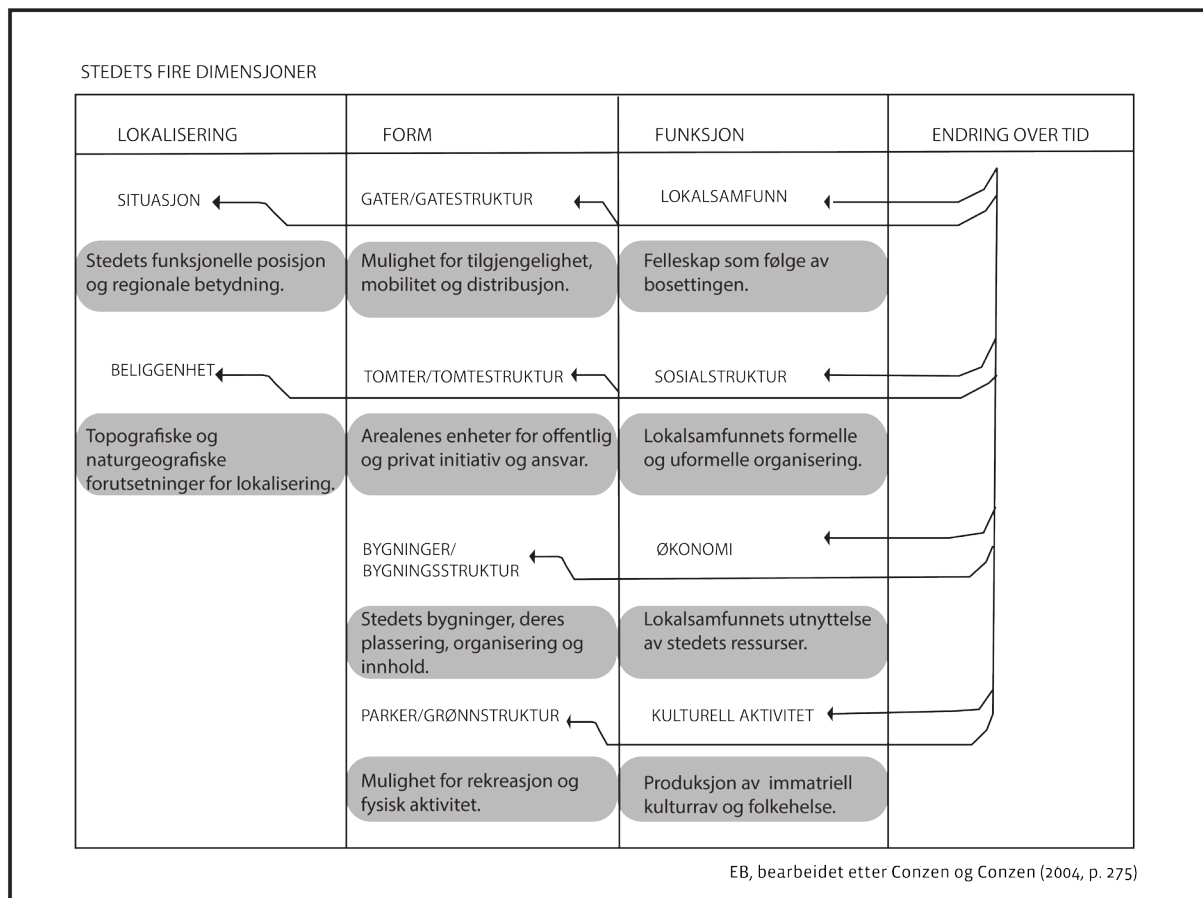 STEDETS FIRE DIMENSJONER
LOKALISERING
FORM
FUNKSJON
ENDRING OVER TID
SITUASJON
GATER/GATESTRUKTUR
LOKALSAMFUNN
Stedets funksjonelle posisjon
og regionale betydning.
Mulighet for tilgjengelighet,
mobilitet og distribusjon.
Felleskap som følge av
bosettingen.
BELIGGENHET
TOMTER/TOMTESTRUKTUR
SOSIALSTRUKTUR
Topografiske og
naturgeografiske
forutsetninger for lokalisering.
Arealenes enheter for offentlig
og privat initiativ og ansvar.
Lokalsamfunnets formelle
og uformelle organisering.
BYGNINGER/
BYGNINGSSTRUKTUR
ØKONOMI
Stedets bygninger, deres
plassering, organisering og
innhold.
Lokalsamfunnets utnyttelse
av stedets ressurser.
PARKER/GRØNNSTRUKTUR
KULTURELL AKTIVITET
Mulighet for rekreasjon og
fysisk aktivitet.
Produksjon av immatriell
kulturrav og folkehelse.
EB, bearbeidet etter Conzen og Conzen (2004, p. 275)